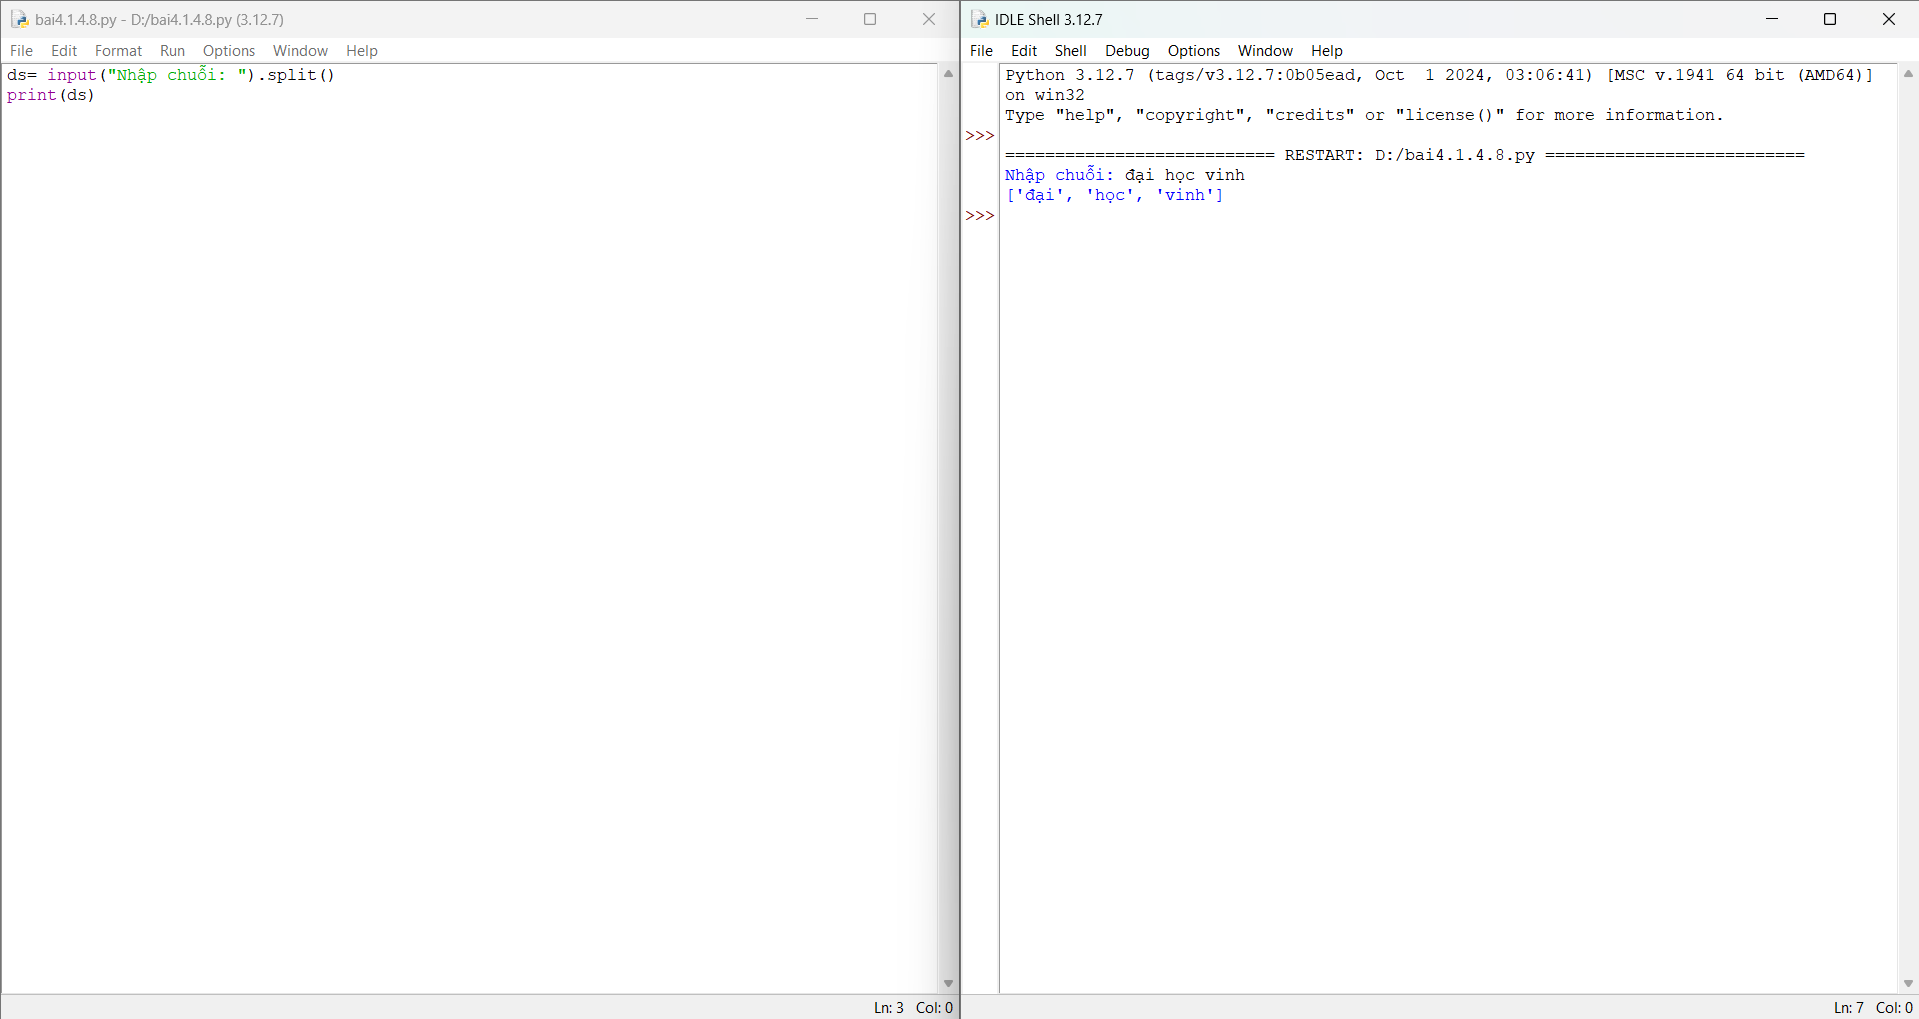 bai4.1.4.8.py - D:/bai4.1.4.8.py (3.12.7)
File Edit Format Run Options Window Help
ds= input("Nhập chuỗi: ").split()
print(ds)
Ln: 3 Col: 0
IDLE Shell 3.12.7
File Edit Shell Debug Options Window Help
Python 3.12.7 (tags/v3.12.7:0b05ead, Oct  1 2024, 03:06:41) [MSC v.1941 64 bit (AMD64)]
on win32
Type "help", "copyright", "credits" or "license()" for more information.
>>>
=========================== RESTART: D:/bai4.1.4.8.py ==========================
Nhập chuỗi: đại học vinh
['đại', 'học', 'vinh']
>>>
Ln: 7 Col: 0